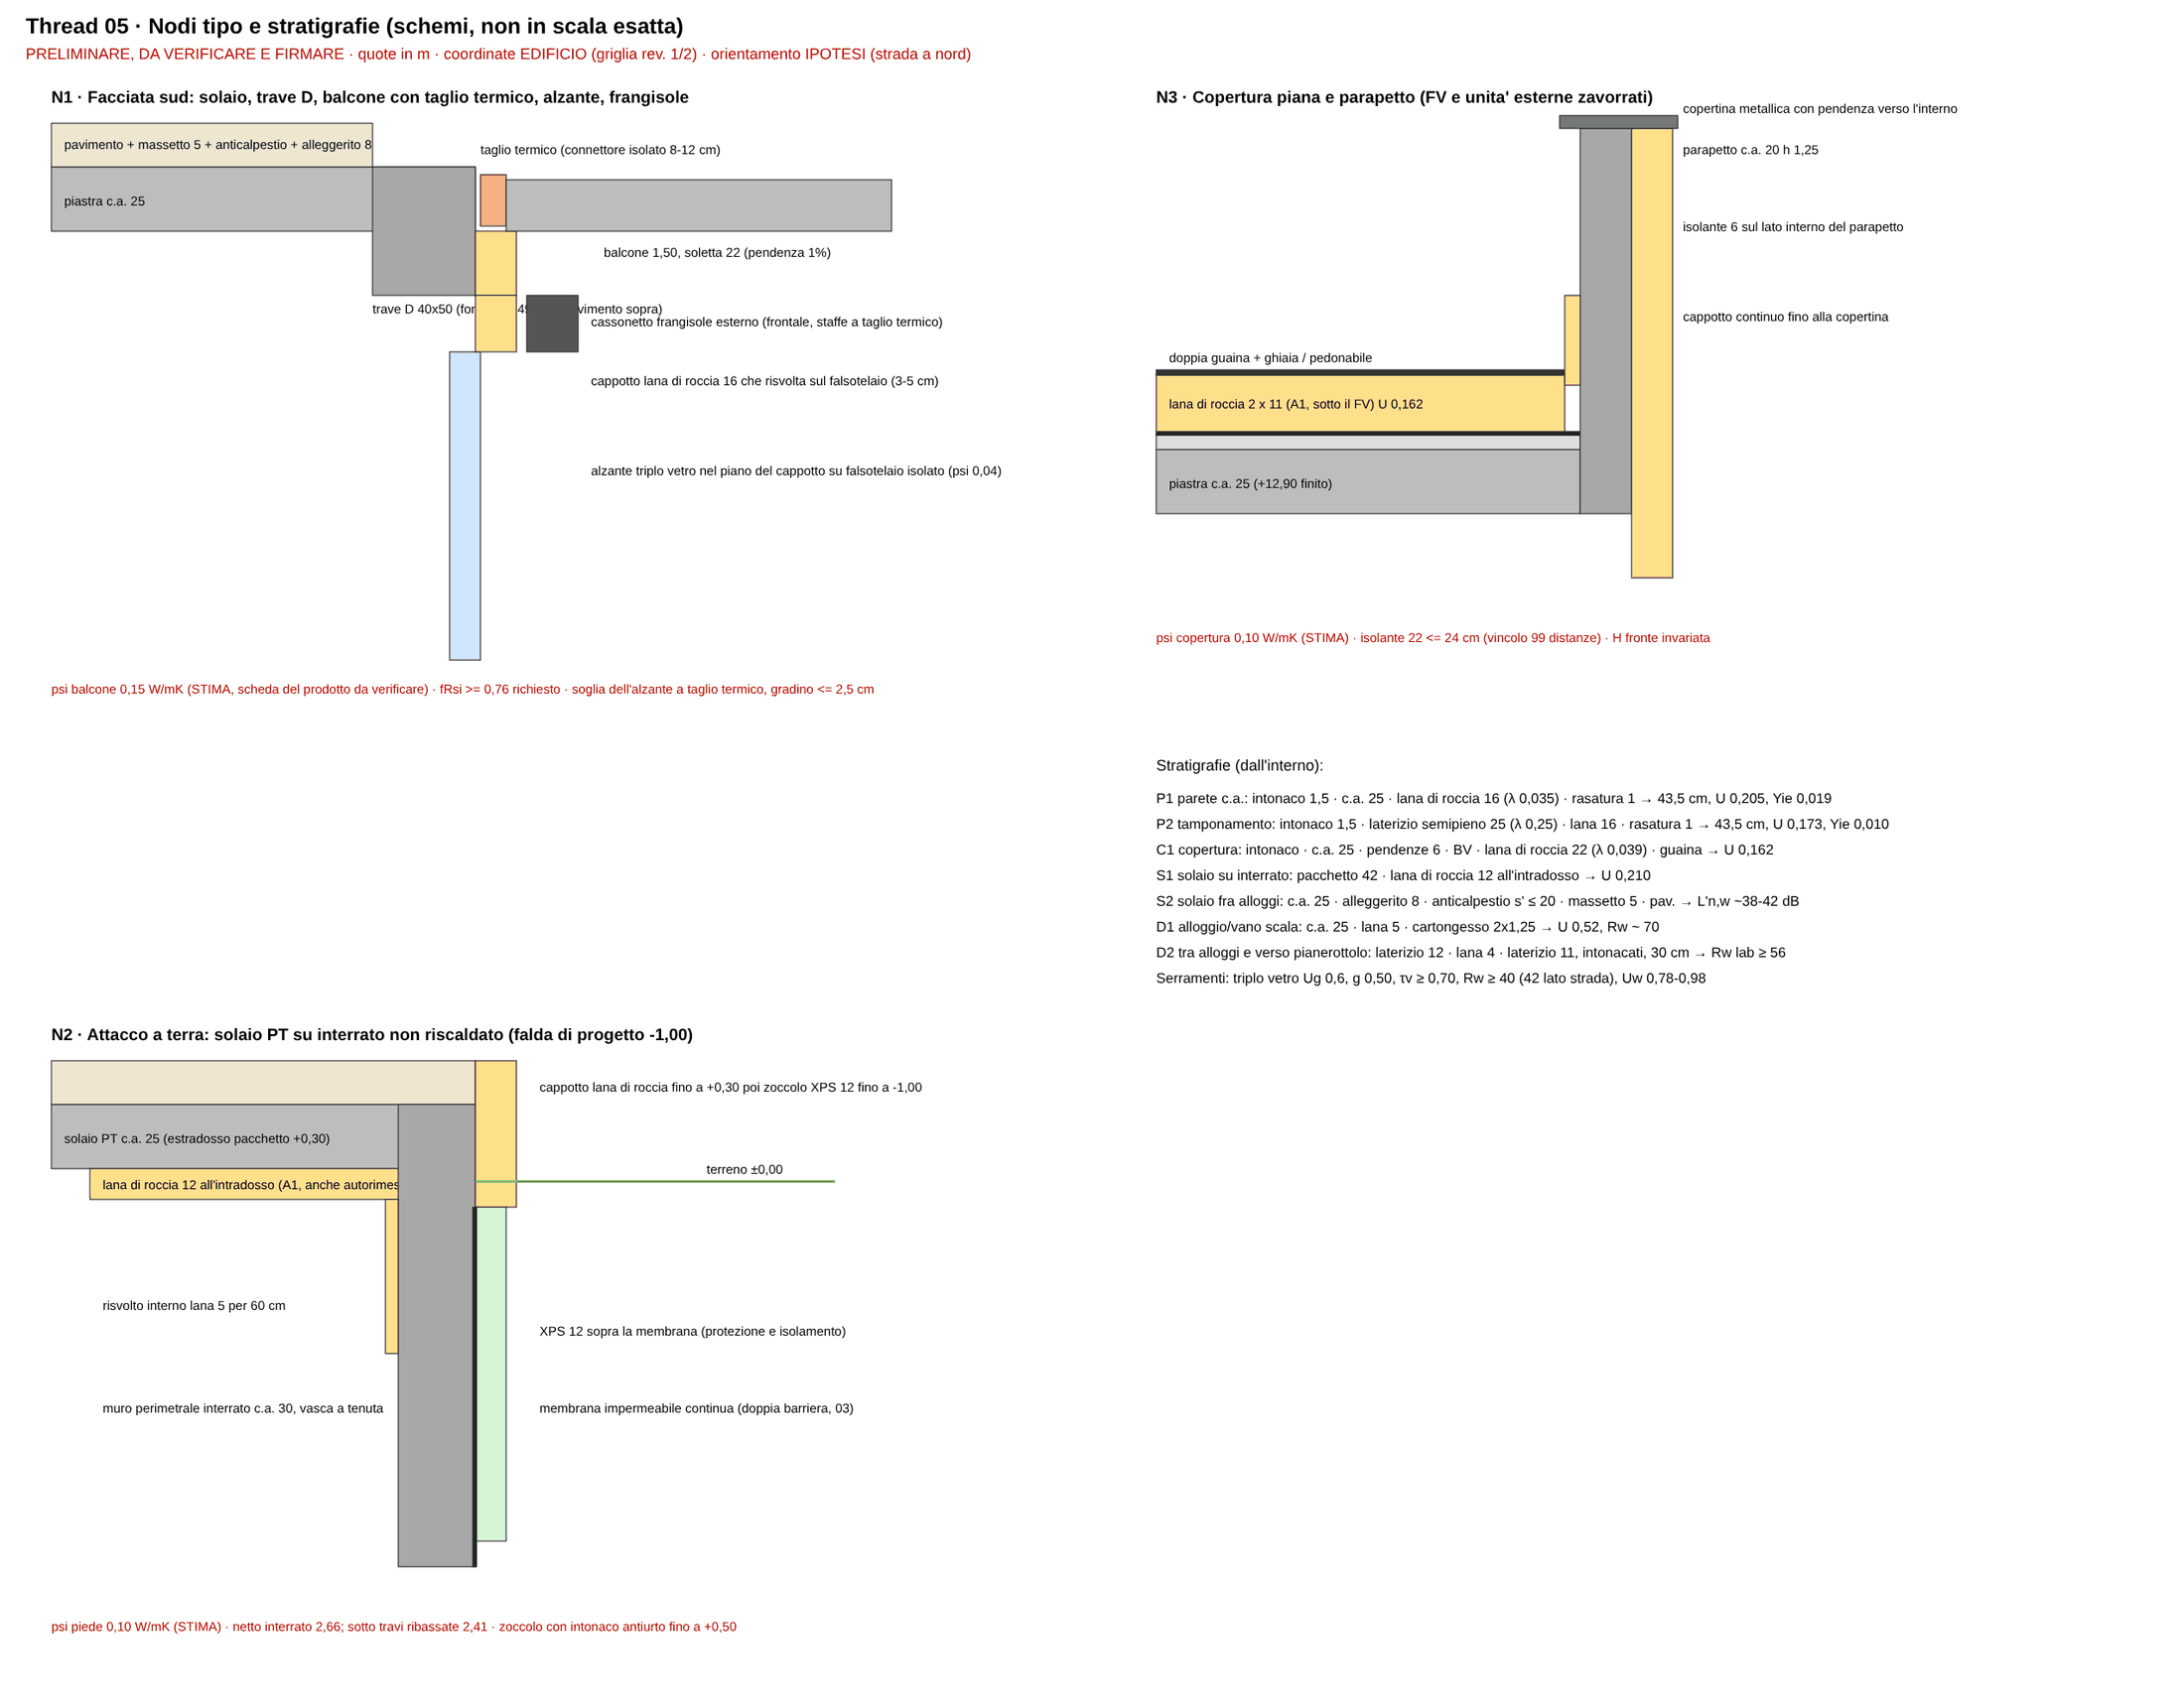 Thread 05 · Nodi tipo e stratigrafie (schemi, non in scala esatta)
PRELIMINARE, DA VERIFICARE E FIRMARE · quote in m · coordinate EDIFICIO (griglia rev. 1/2) · orientamento IPOTESI (strada a nord)
N1 · Facciata sud: solaio, trave D, balcone con taglio termico, alzante, frangisole
pavimento + massetto 5 + anticalpestio + alleggerito 8
taglio termico (connettore isolato 8-12 cm)
piastra c.a. 25
balcone 1,50, soletta 22 (pendenza 1%)
trave D 40x50 (for
vimento sopra)
cassonetto frangisole esterno (frontale, staffe a taglio termico)
cappotto lana di roccia 16 che risvolta sul falsotelaio (3-5 cm)
alzante triplo vetro nel piano del cappotto su falsotelaio isolato (psi 0,04)
psi balcone 0,15 W/mK (STIMA, scheda del prodotto da verificare) · fRsi >= 0,76 richiesto · soglia dell'alzante a taglio termico, gradino <= 2,5 cm
N3 · Copertura piana e parapetto (FV e unita' esterne zavorrati)
copertina metallica con pendenza verso l'interno
parapetto c.a. 20 h 1,25
isolante 6 sul lato interno del parapetto
cappotto continuo fino alla copertina
doppia guaina + ghiaia / pedonabile
lana di roccia 2 x 11 (A1, sotto il FV) U 0,162
piastra c.a. 25 (+12,90 finito)
psi copertura 0,10 W/mK (STIMA) · isolante 22 <= 24 cm (vincolo 99 distanze) · H fronte invariata
Stratigrafie (dall'interno):
P1 parete c.a.: intonaco 1,5 · c.a. 25 · lana di roccia 16 (λ 0,035) · rasatura 1 → 43,5 cm, U 0,205, Yie 0,019
P2 tamponamento: intonaco 1,5 · laterizio semipieno 25 (λ 0,25) · lana 16 · rasatura 1 → 43,5 cm, U 0,173, Yie 0,010
C1 copertura: intonaco · c.a. 25 · pendenze 6 · BV · lana di roccia 22 (λ 0,039) · guaina → U 0,162
S1 solaio su interrato: pacchetto 42 · lana di roccia 12 all'intradosso → U 0,210
S2 solaio fra alloggi: c.a. 25 · alleggerito 8 · anticalpestio s' ≤ 20 · massetto 5 · pav. → L'n,w ~38-42 dB
D1 alloggio/vano scala: c.a. 25 · lana 5 · cartongesso 2x1,25 → U 0,52, Rw ~ 70
D2 tra alloggi e verso pianerottolo: laterizio 12 · lana 4 · laterizio 11, intonacati, 30 cm → Rw lab ≥ 56
Serramenti: triplo vetro Ug 0,6, g 0,50, τv ≥ 0,70, Rw ≥ 40 (42 lato strada), Uw 0,78-0,98
N2 · Attacco a terra: solaio PT su interrato non riscaldato (falda di progetto -1,00)
cappotto lana di roccia fino a +0,30 poi zoccolo XPS 12 fino a -1,00
solaio PT c.a. 25 (estradosso pacchetto +0,30)
terreno ±0,00
lana di roccia 12 all'intradosso (A1, anche autorimes
risvolto interno lana 5 per 60 cm
XPS 12 sopra la membrana (protezione e isolamento)
muro perimetrale interrato c.a. 30, vasca a tenuta
membrana impermeabile continua (doppia barriera, 03)
psi piede 0,10 W/mK (STIMA) · netto interrato 2,66; sotto travi ribassate 2,41 · zoccolo con intonaco antiurto fino a +0,50